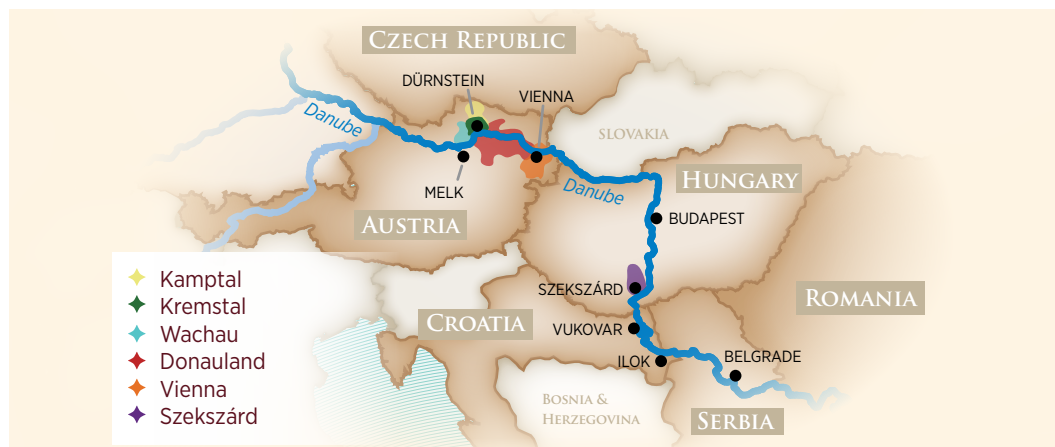 CZECH REPUBLIC
DÜRNSTEIN
VIENNA
Danube
SLOVAKIA
MELK
Danube
HUNGARY
AUSTRIA
BUDAPEST
Kamptal
Kremstal
Wachau
Donauland
Vienna
Szekszárd
SZEKSZÁRD
ROMANIA
CROATIA
VUKOVAR
ILOK
BELGRADE
BOSNIA &
HERZEGOVINA
SERBIA